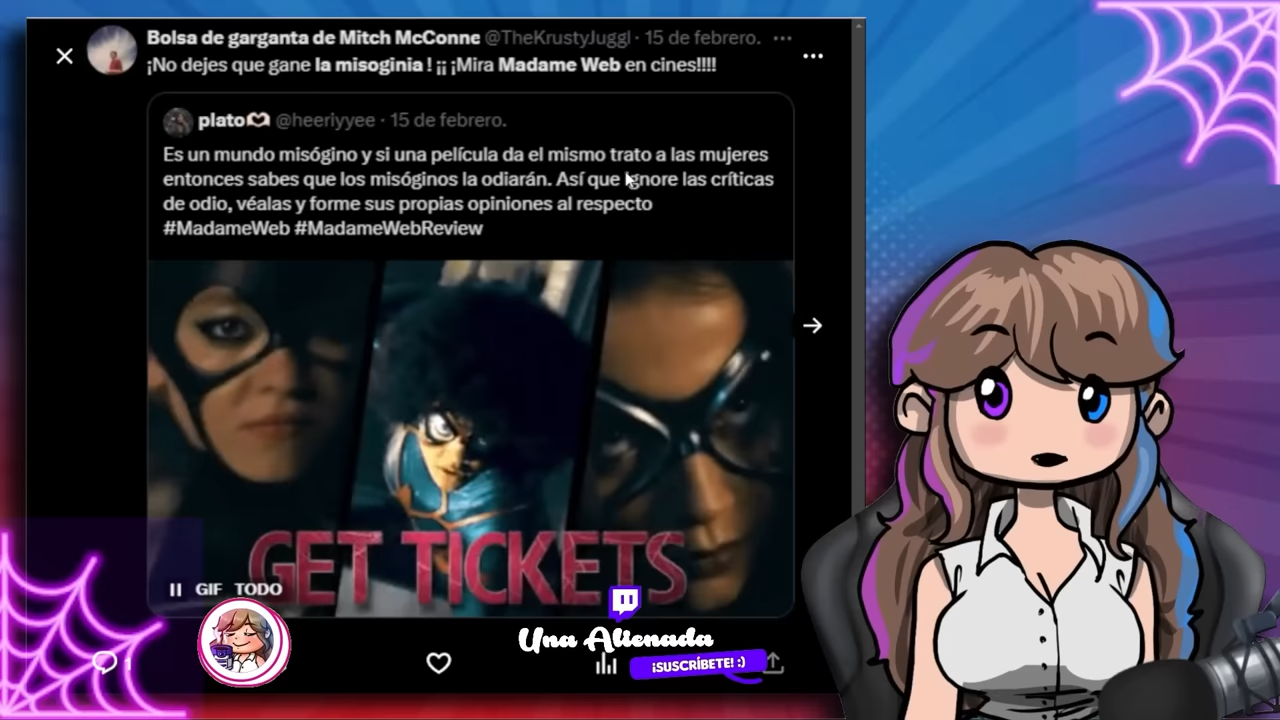 Bolsa de garganta de Mitch McConne @TheKrustyJuggl · 15 de febrero.
¡No dejes que gane la misoginia ! ¡¡ ¡Mira Madame Web en cines!!!!
plato @heeriyyee · 15 de febrero.
Es un mundo misógino y si una película da el mismo trato a las mujeres
entonces sabes que los misóginos la odiarán. Así que ignore las críticas
de odio, véalas y forme sus propias opiniones al respecto
#MadameWeb #MadameWebReview
GET TICKETS
GIF TODO
1
Una Alienada
¡SUSCRÍBETE! :)